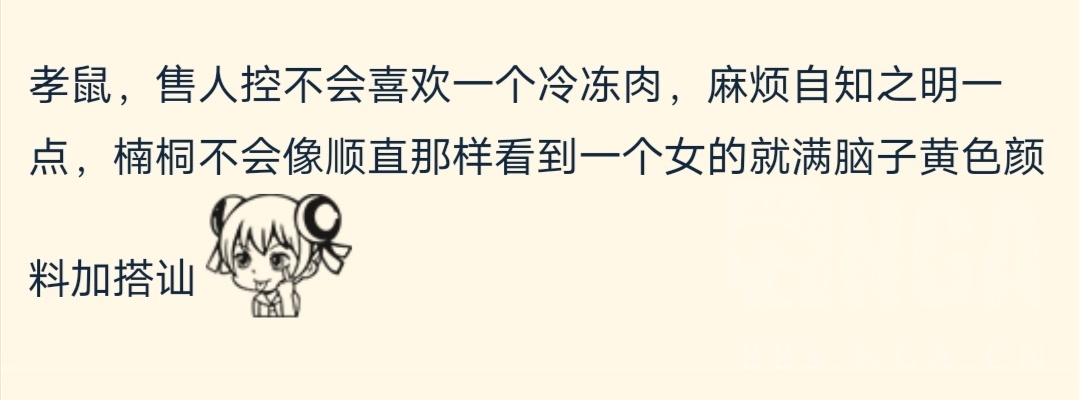 孝鼠，售人控不会喜欢一个冷冻肉，麻烦自知之明一
点，楠桐不会像顺直那样看到一个女的就满脑子黄色颜
料加搭讪